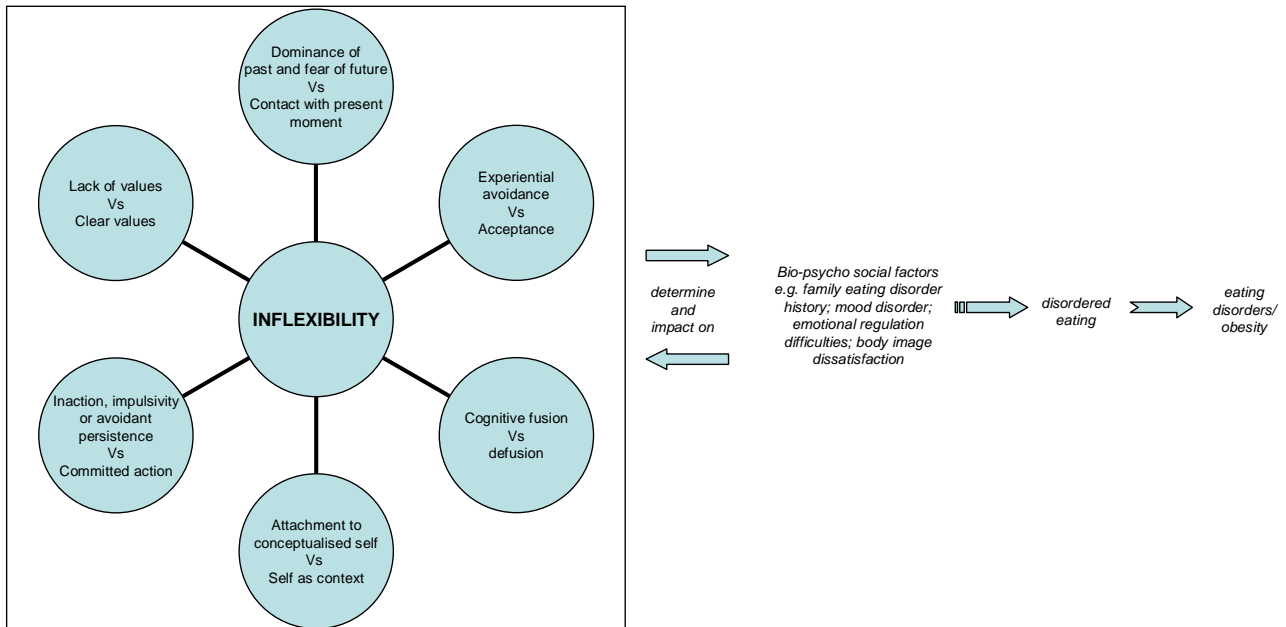 Dominance of
past and fear of future
Vs
Contact with present
moment
Experiential
avoidance
Vs
Acceptance
Lack of values
Vs
Clear values
INFLEXIBILITY
Inaction, impulsivity
or avoidant
persistence
Vs
Committed action
Cognitive fusion
Vs
defusion
Attachment to
conceptualised self
Vs
Self as context
determine
and
impact on
Bio-psycho social factors
e.g. family eating disorder
history; mood disorder;
emotional regulation
difficulties; body image
dissatisfaction
disordered
eating
eating
disorders/
obesity